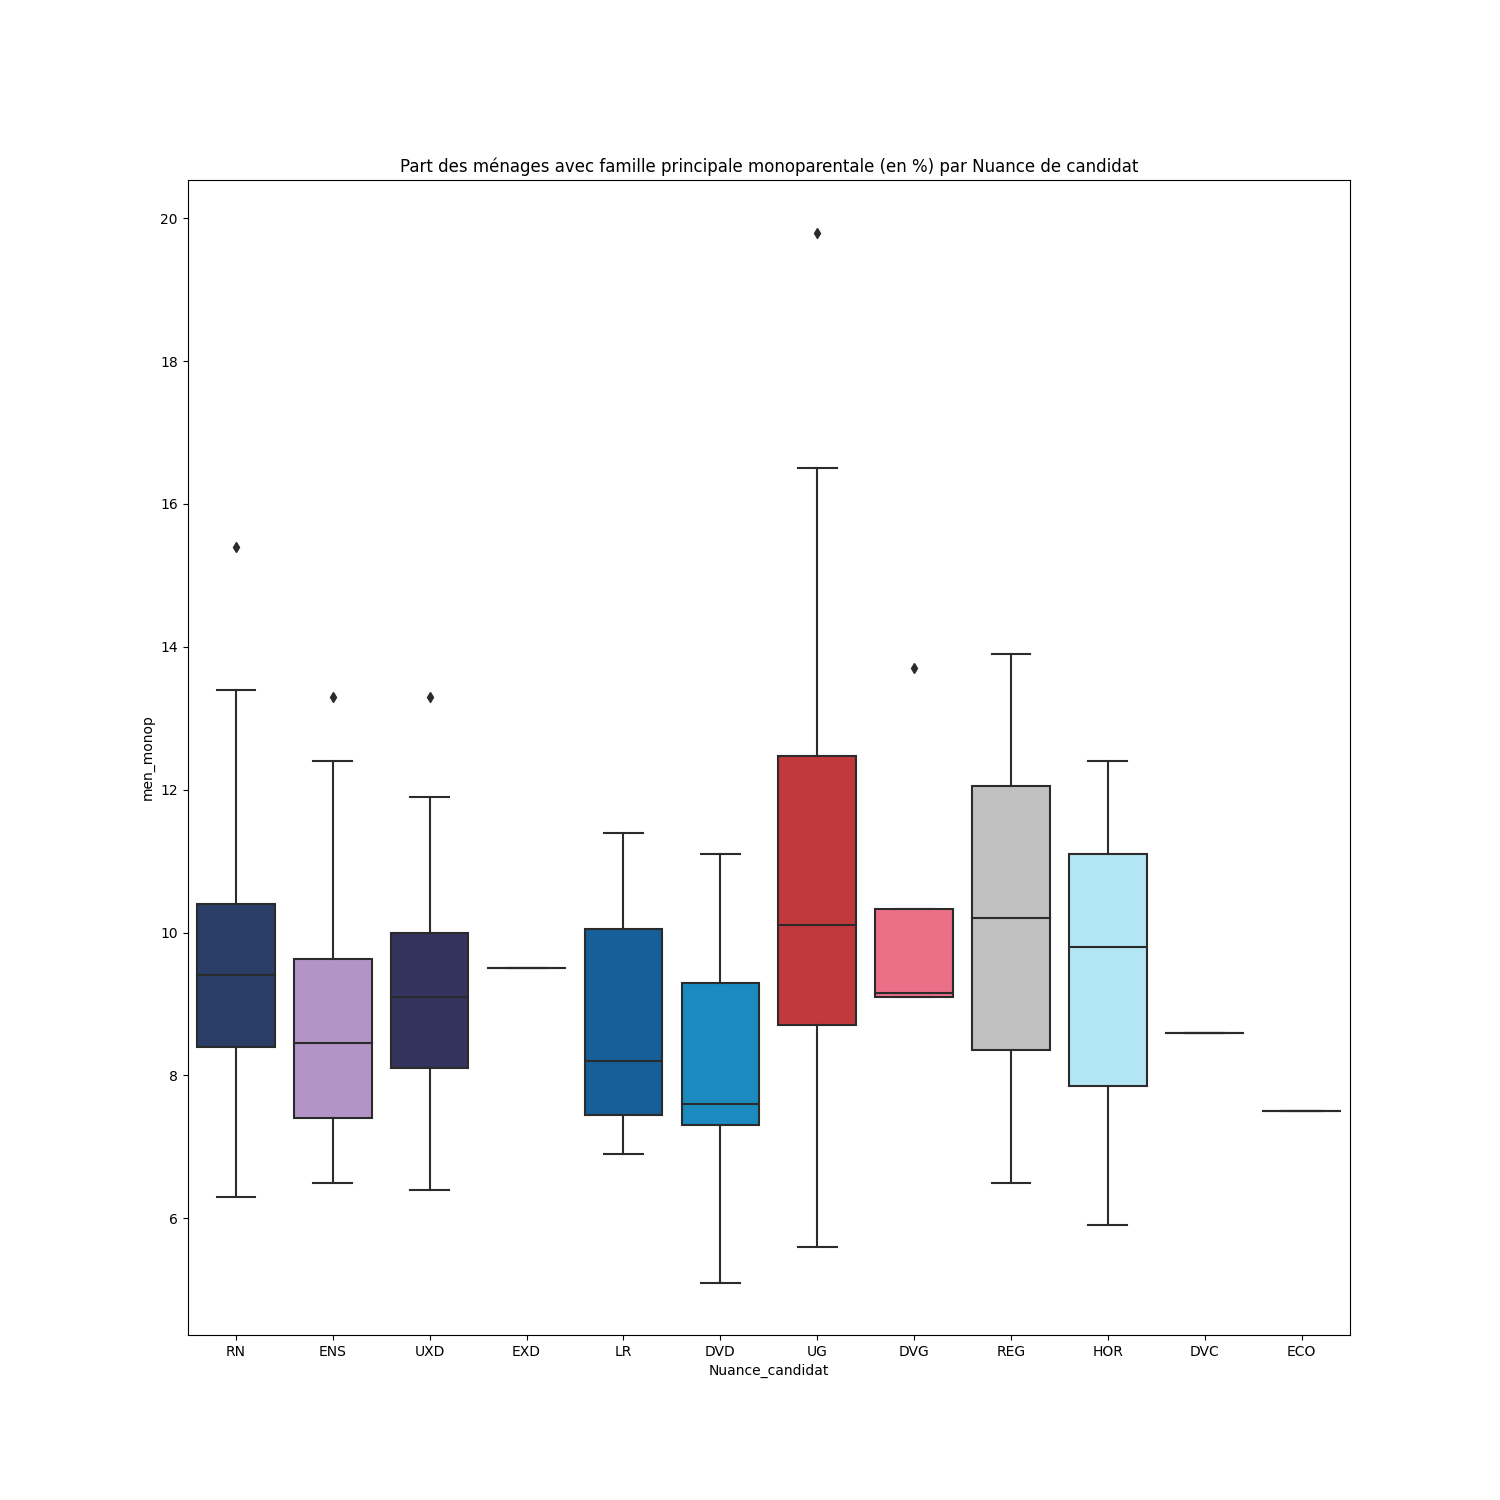 Part des ménages avec famille principale monoparentale (en %) par Nuance de candidat
20
18
16
14
12
10
8
6
men_monop
RN ENS UXD EXD LR DVD UG DVG REG HOR DVC ECO
Nuance_candidat